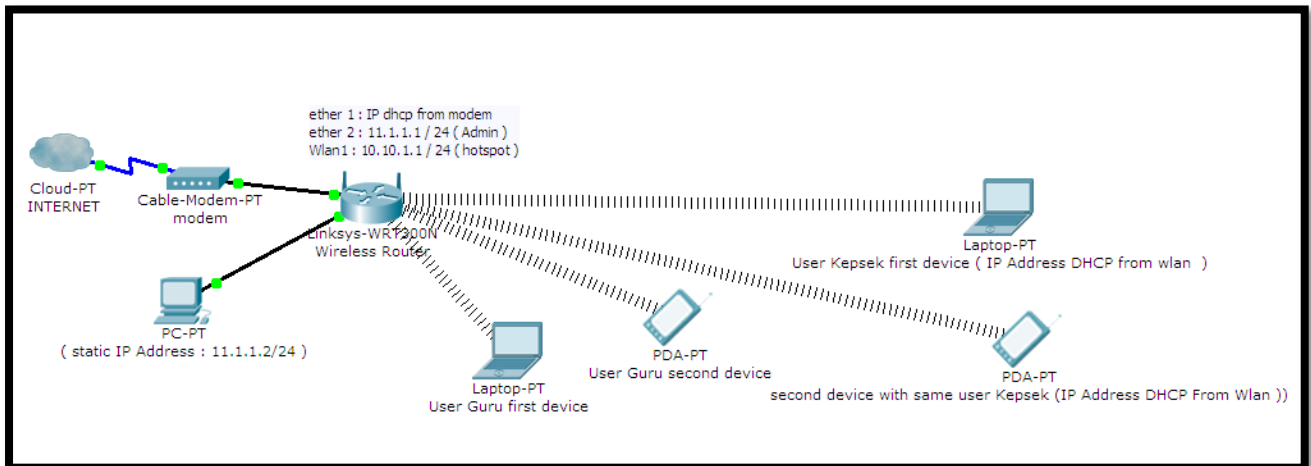 ether 1 : IP dhcp from modem
ether 2 : 11.1.1.1 / 24 ( Admin )
Wlan1 : 10.10.1.1 / 24 ( hotspot )
Cloud-PT
INTERNET
Cable-Modem-PT
modem
Linksys-WRT300N
Wireless Router
PC-PT
( static IP Address : 11.1.1.2/24 )
Laptop-PT
User Kepsek first device ( IP Address DHCP from wlan )
PDA-PT
User Guru second device
Laptop-PT
User Guru first device
PDA-PT
second device with same user Kepsek (IP Address DHCP From Wlan ))